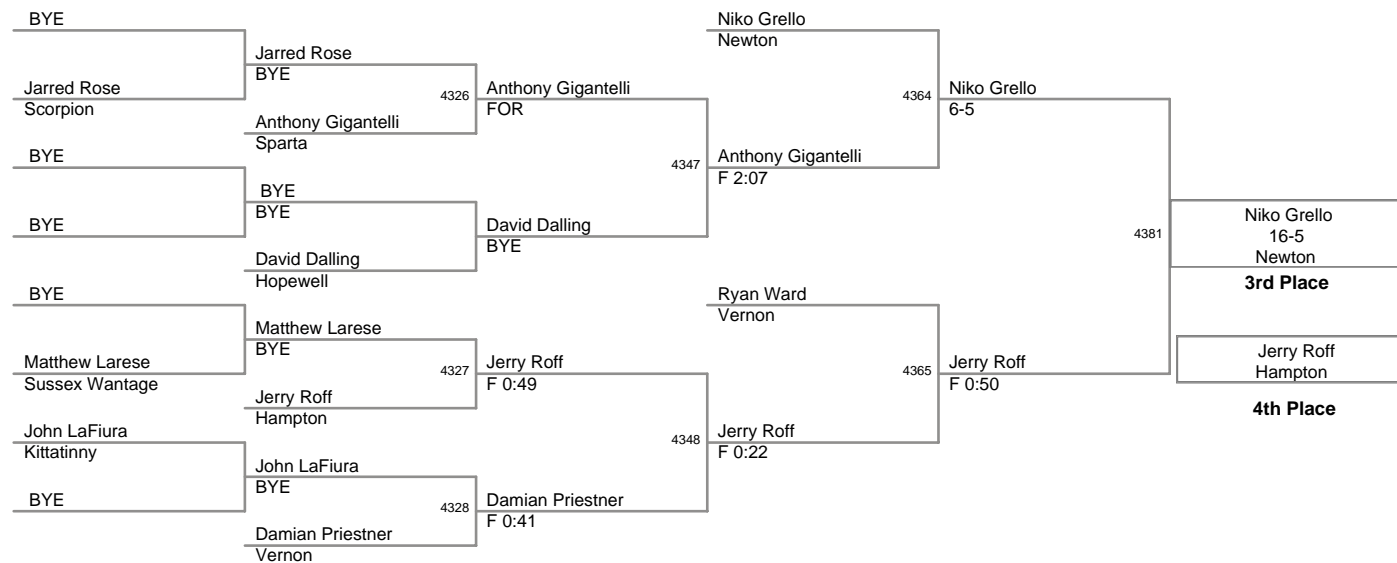 BYE
Jarred Rose
Scorpion
BYE
BYE
BYE
Matthew Larese
Sussex Wantage
John LaFiura
Kittatinny
BYE
Jarred Rose
BYE
4326
Anthony Gigantelli
Sparta
BYE
BYE
David Dalling
Hopewell
Matthew Larese
BYE
4327
Jerry Roff
Hampton
John LaFiura
BYE
4328
Damian Priestner
Vernon
Anthony Gigantelli
FOR
4347
David Dalling
BYE
Jerry Roff
F 0:49
4348
Damian Priestner
F 0:41
Niko Grello
Newton
4364
Anthony Gigantelli
F 2:07
Ryan Ward
Vernon
4365
Jerry Roff
F 0:22
Niko Grello
6-5
4381
Jerry Roff
F 0:50
Niko Grello
16-5
Newton
3rd Place
Jerry Roff
Hampton
4th Place